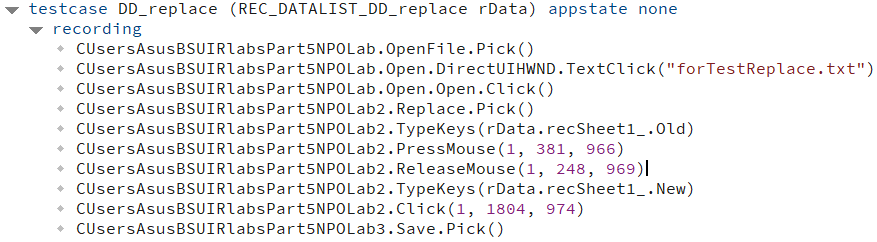 testcase DD_replace (REC_DATALIST_DD_replace rData) appstate none
recording
CUsersAsusBSUIRlabsPart5NPOLab.OpenFile.Pick()
CUsersAsusBSUIRlabsPart5NPOLab.Open.DirectUIHWND.TextClick("forTestReplace.txt")
CUsersAsusBSUIRlabsPart5NPOLab.Open.Open.Click()
CUsersAsusBSUIRlabsPart5NPOLab2.Replace.Pick()
CUsersAsusBSUIRlabsPart5NPOLab2.TypeKeys(rData.recSheet1_.Old)
CUsersAsusBSUIRlabsPart5NPOLab2.PressMouse(1, 381, 966)
CUsersAsusBSUIRlabsPart5NPOLab2.ReleaseMouse(1, 248, 969)
CUsersAsusBSUIRlabsPart5NPOLab2.TypeKeys(rData.recSheet1_.New)
CUsersAsusBSUIRlabsPart5NPOLab2.Click(1, 1804, 974)
CUsersAsusBSUIRlabsPart5NPOLab3.Save.Pick()